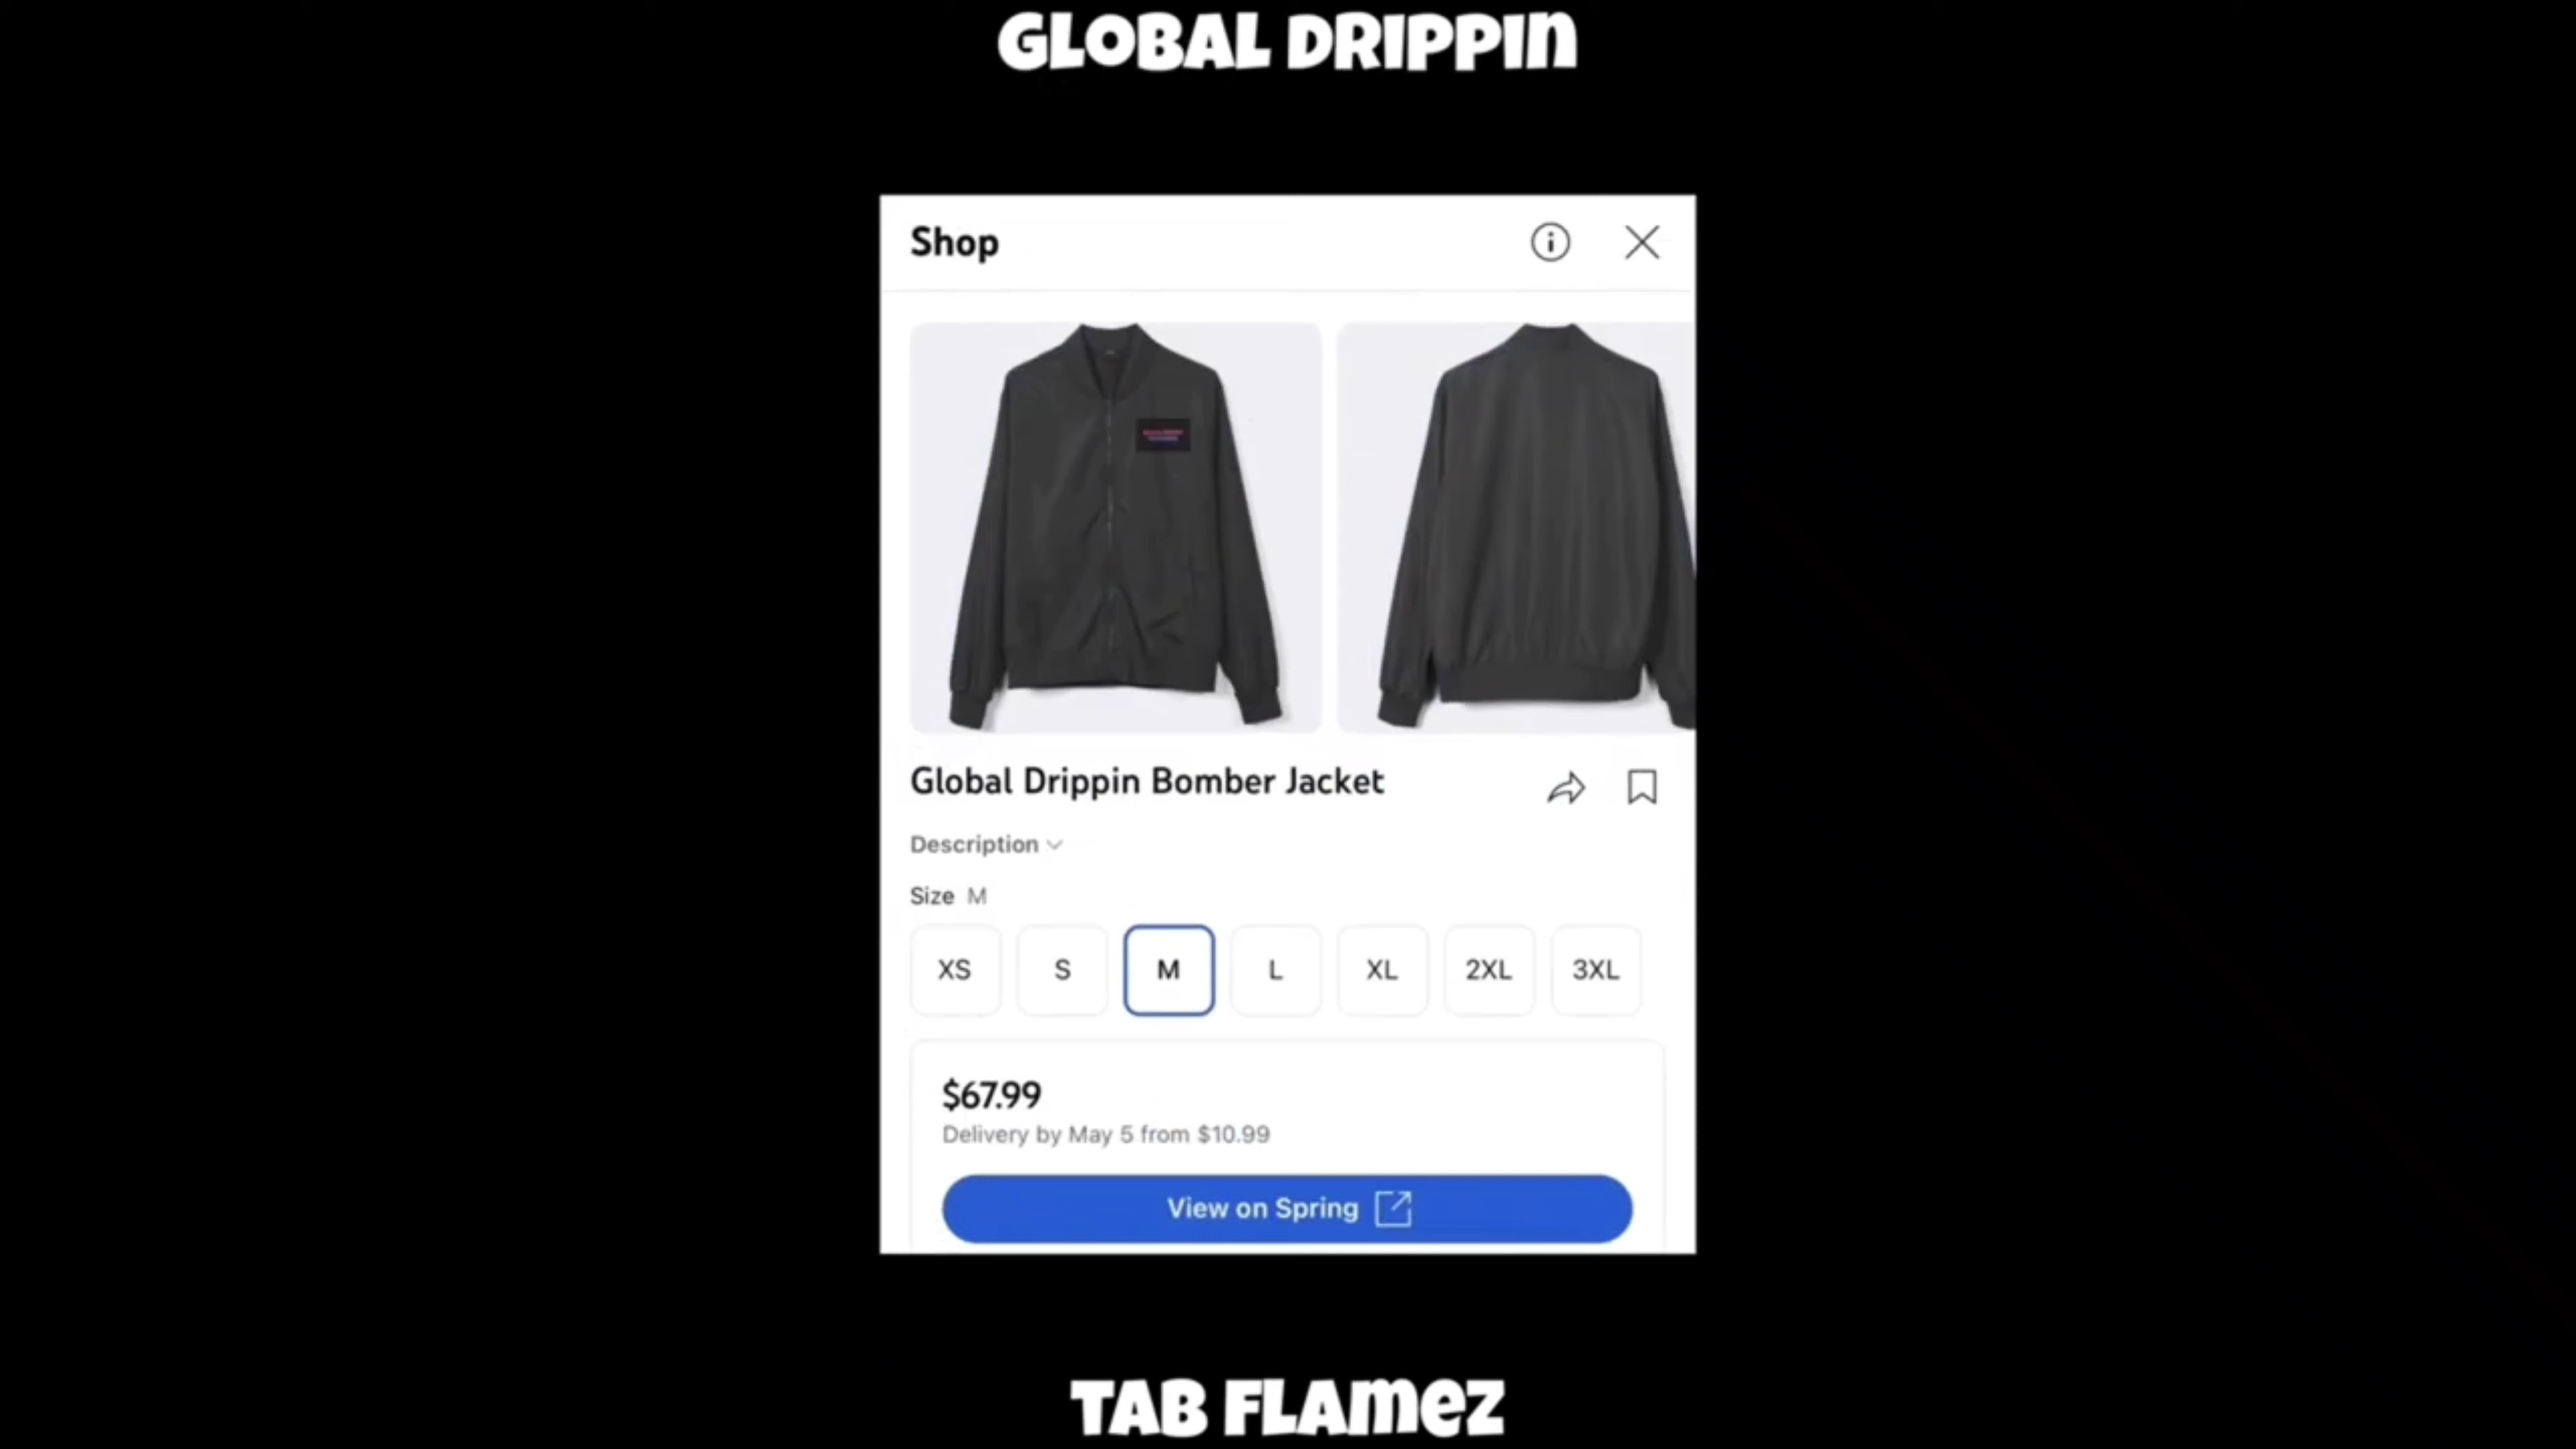 GLOBAL DRIPPIN
Shop
Global Drippin Bomber Jacket
Description
Size M
XS S M L XL 2XL 3XL
$67.99
Delivery by May 5 from $10.99
View on Spring
TAB FLAMEZ